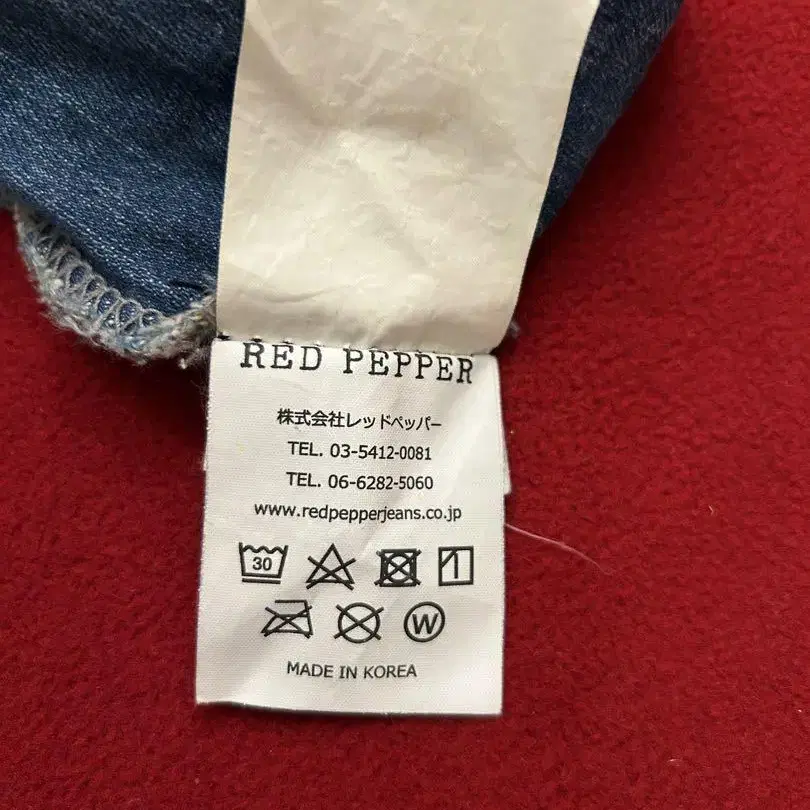 RED PEPPER
株式会社レッドペッパー
TEL. 03-5412-0081
TEL. 06-6282-5060
www.redpepperjeans.co.jp
30
W
MADE IN KOREA